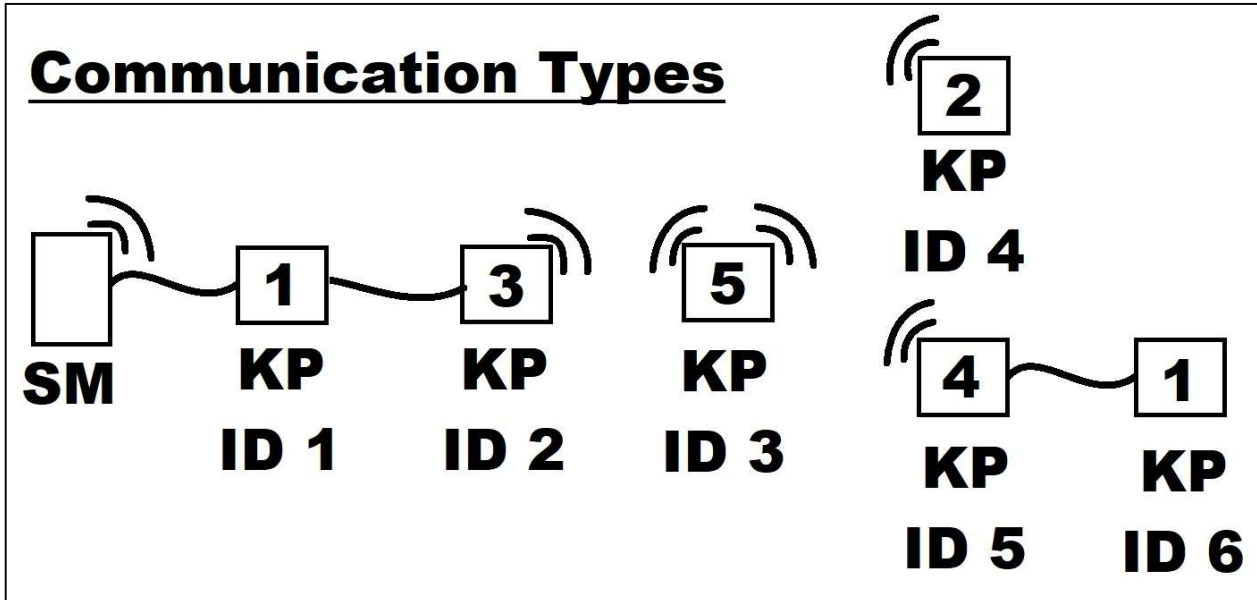 Communication Types
2
KP
ID 4
SM
1
KP
ID 1
3
KP
ID 2
5
KP
ID 3
4
KP
ID 5
1
KP
ID 6